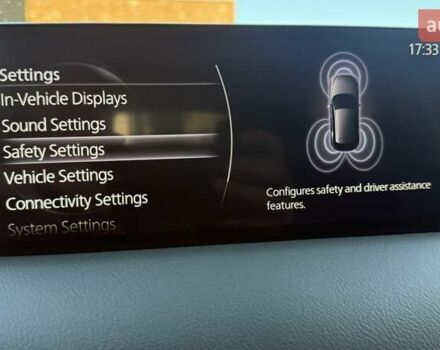 au
17:33
Settings
In-Vehicle Displays
Sound Settings
Safety Settings
Vehicle Settings
Connectivity Settings
System Settings
Configures safety and driver assistance
features.